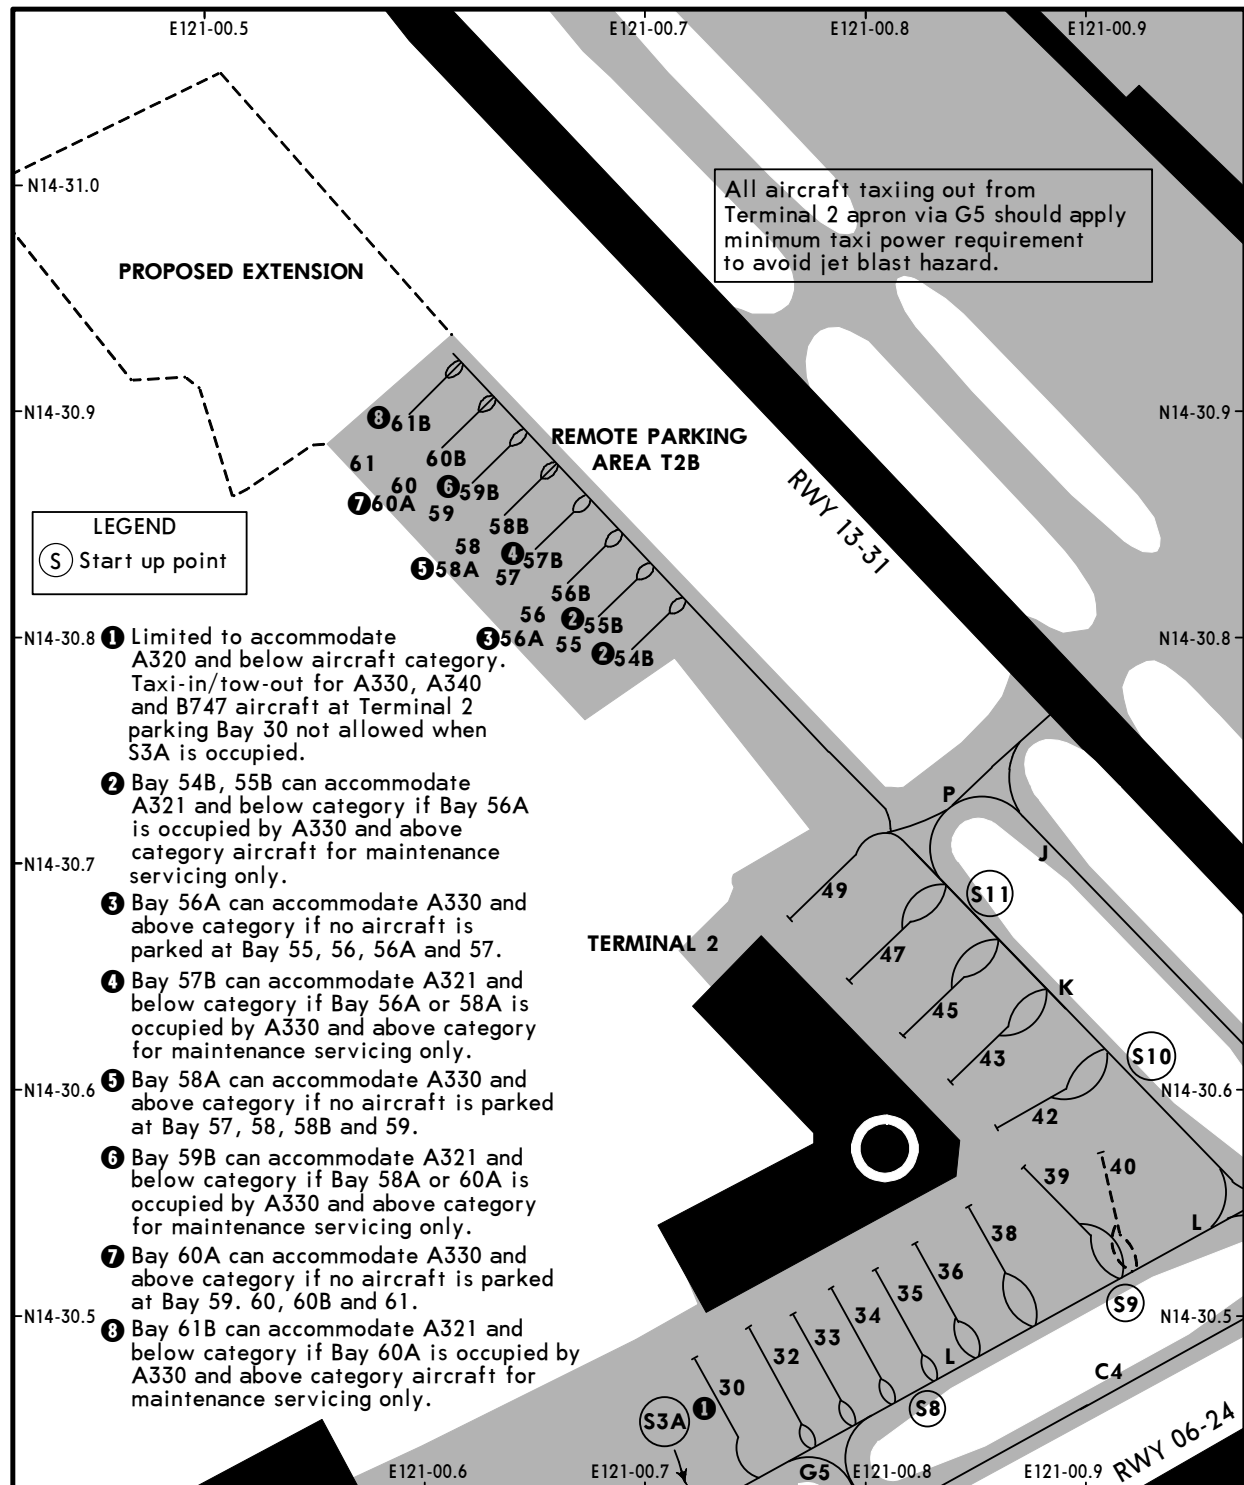 E121-00.5
E121-00.7
E121-00.8
E121-00.9
N14-31.0
All aircraft taxiing out from
Terminal 2 apron via G5 should apply
minimum taxi power requirement
to avoid jet blast hazard.
PROPOSED EXTENSION
N14-30.9
N14-30.9
8 61B
REMOTE PARKING
AREA T2B
60B
61
60
6 59B
7 60A
59
RWY 13-31
LEGEND
S Start up point
58B
58
4 57B
5 58A
57
56B
56
2 55B
3 56A
55
2 54B
N14-30.8
N14-30.8
1 Limited to accommodate
A320 and below aircraft category.
Taxi-in/tow-out for A330, A340
and B747 aircraft at Terminal 2
parking Bay 30 not allowed when
S3A is occupied.
2 Bay 54B, 55B can accommodate
A321 and below category if Bay 56A
is occupied by A330 and above
category aircraft for maintenance
servicing only.
3 Bay 56A can accommodate A330 and
above category if no aircraft is
parked at Bay 55, 56, 56A and 57.
4 Bay 57B can accommodate A321 and
below category if Bay 56A or 58A is
occupied by A330 and above category
for maintenance servicing only.
5 Bay 58A can accommodate A330 and
above category if no aircraft is parked
at Bay 57, 58, 58B and 59.
6 Bay 59B can accommodate A321 and
below category if Bay 58A or 60A is
occupied by A330 and above category
for maintenance servicing only.
7 Bay 60A can accommodate A330 and
above category if no aircraft is parked
at Bay 59. 60, 60B and 61.
8 Bay 61B can accommodate A321 and
below category if Bay 60A is occupied by
A330 and above category aircraft for
maintenance servicing only.
P
J
N14-30.7
N14-30.7
49
S11
TERMINAL 2
47
K
45
43
S10
N14-30.6
N14-30.6
42
39
40
L
38
36
S9
35
34
N14-30.5
N14-30.5
33
32
L
C4
30
1
S3A
S8
RWY 06-24
G5
E121-00.6
E121-00.7
E121-00.8
E121-00.9